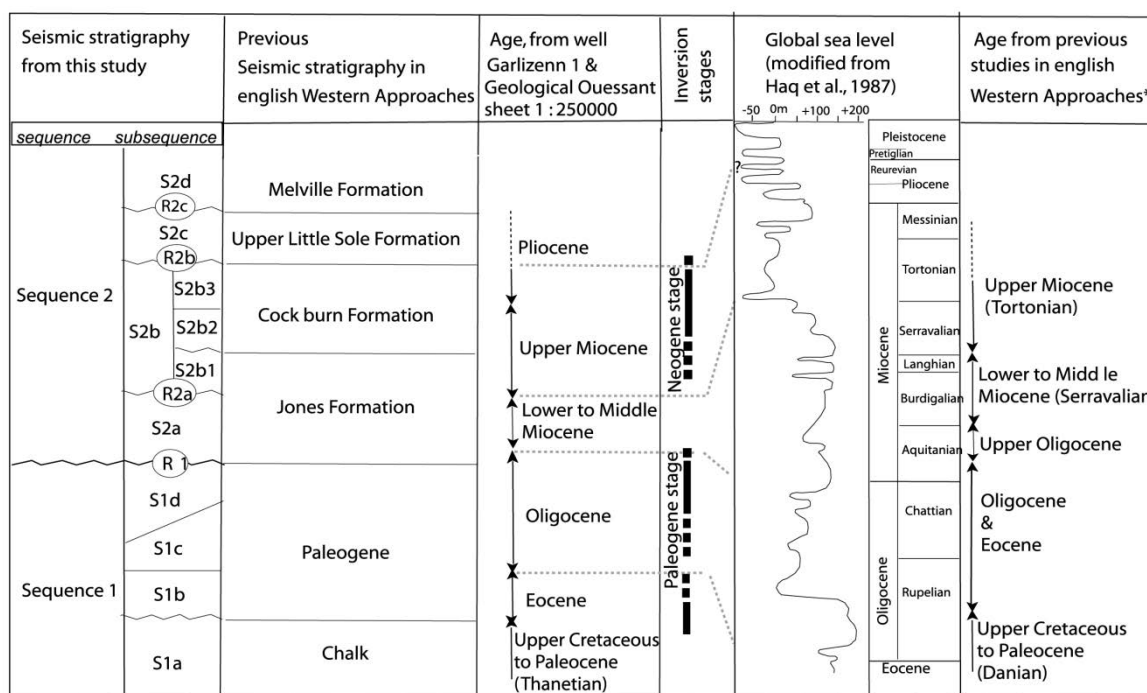 Seismic stratigraphy
from this study
Previous
Seismic stratigraphy in
english Western Approaches
Age, from well
Garlizenn 1 &
Geological Ouessant
sheet 1 : 250000
Inversion
stages
Global sea level
(modified from
Haq et al., 1987)
-50 0m +100 +200
Age from previous
studies in english
Western Approaches*
sequence subsequence
Sequence 2
S2d
R2c
S2c
R2b
S2b
S2b3
S2b2
S2b1
R2a
S2a
R 1
Sequence 1
S1d
S1c
S1b
S1a
Melville Formation
Upper Little Sole Formation
Cock burn Formation
Jones Formation
Paleogene
Chalk
Pliocene
Upper Miocene
Lower to Middle
Miocene
Oligocene
Eocene
Upper Cretaceous
to Paleocene
(Thanetian)
Neogene stage
Paleogene stage
?
Pleistocene
Pretiglian
Reurevian
Pliocene
Miocene
Messinian
Tortonian
Serravalian
Langhian
Burdigalian
Aquitanian
Oligocene
Chattian
Rupelian
Eocene
Upper Miocene
(Tortonian)
Lower to Midd le
Miocene (Serravalian
Upper Oligocene
Oligocene
&
Eocene
Upper Cretaceous
to Paleocene
(Danian)